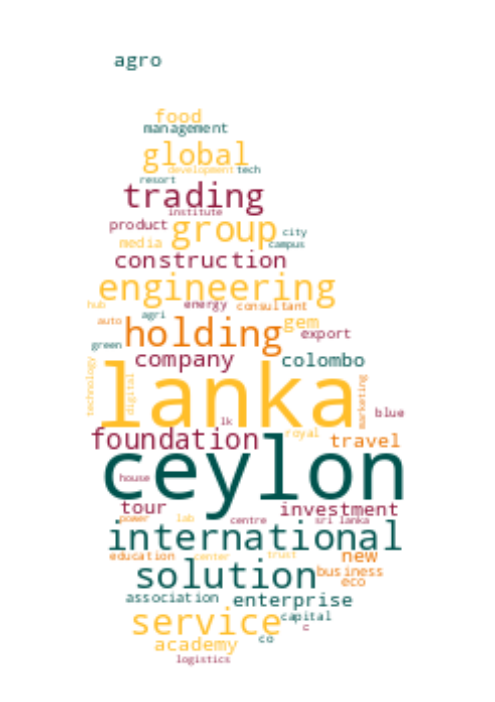 agro
food
management
global
development tech
resort
trading
institute
product group city
media campus
construction
engineering
hub energy consultant
auto agri holding gem export
green
company colombo
technology digital lanka marketing
lk blue
foundation royal travel
ceylon
house
tour investment
power lab centre sri lanka
international
education center trust new
solution business
eco
association enterprise
service capital
c
academy co
logistics